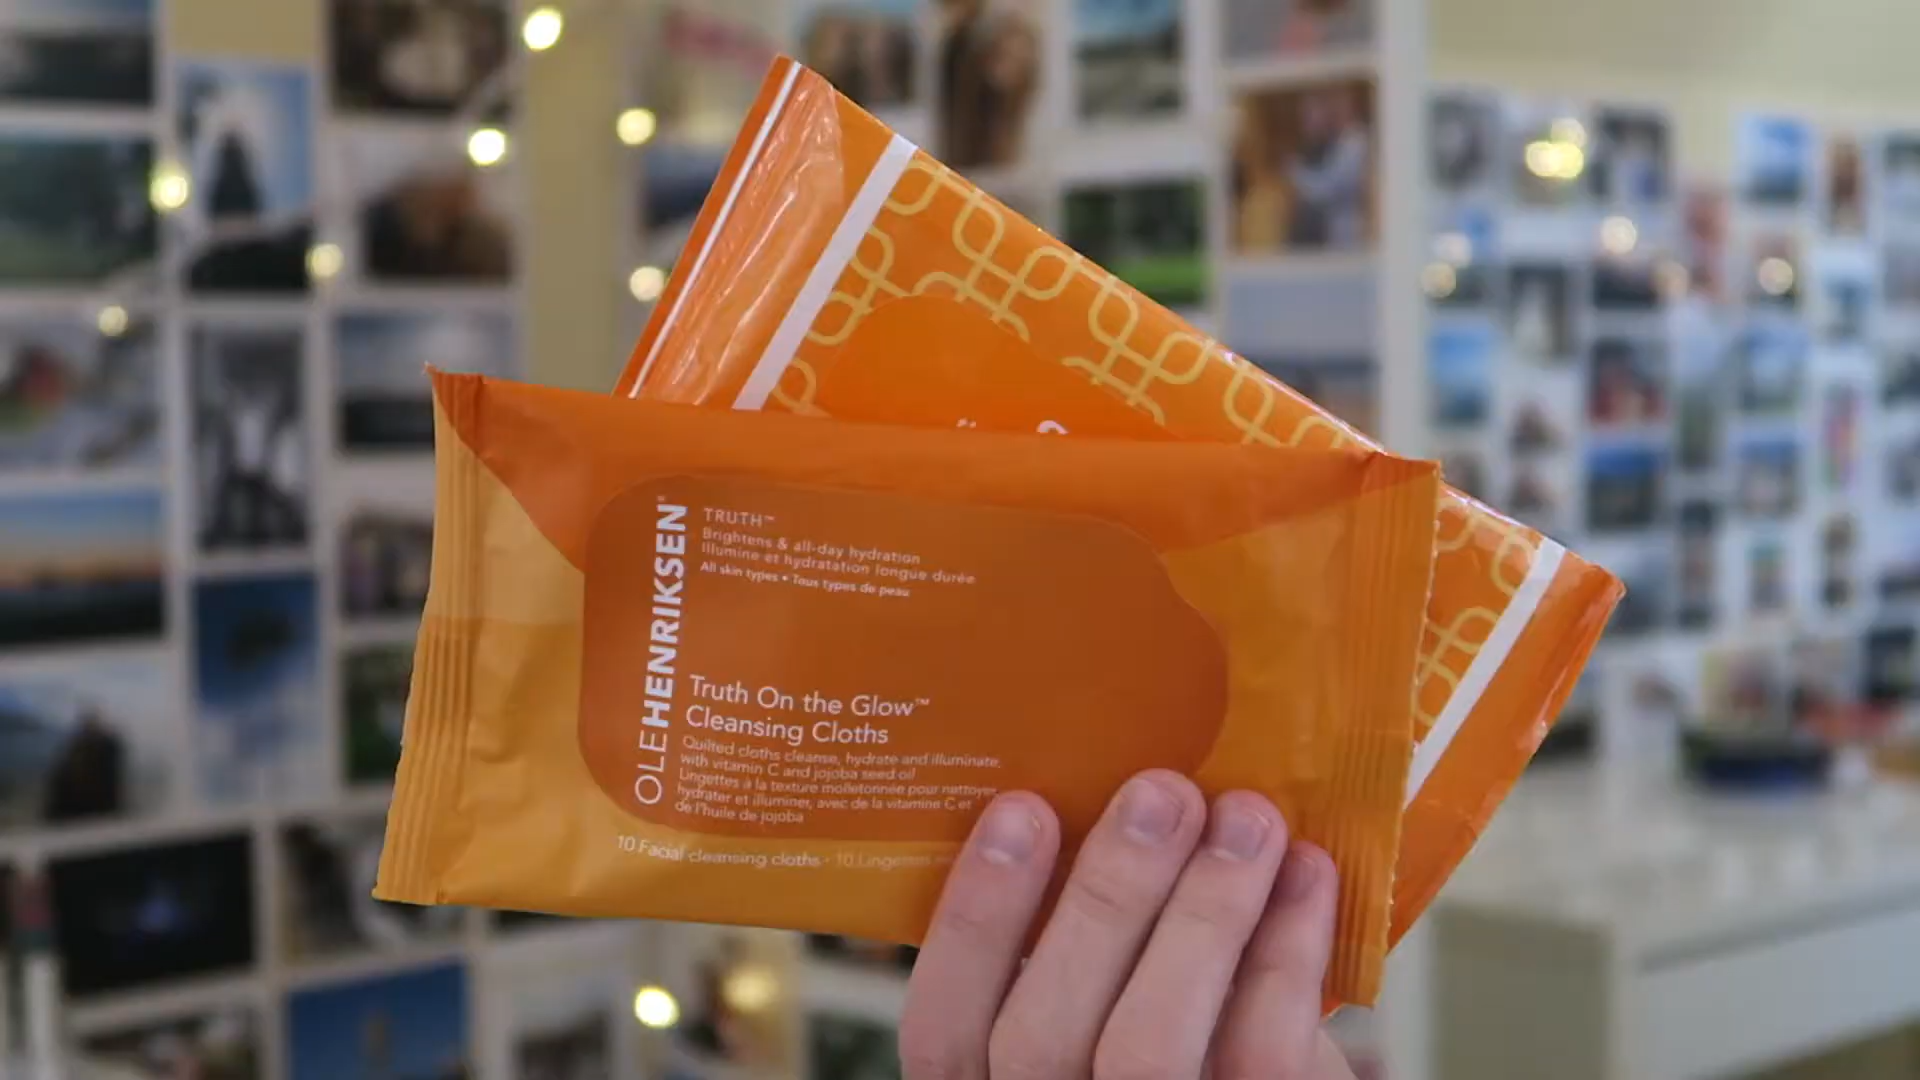 OLEHENRIKSEN
TRUTH™
Brightens & all-day hydration
Illumine et hydratation longue durée
All skin types • Tous types de peau
Truth On the Glow™
Cleansing Cloths
Quilted cloths cleanse, hydrate and illuminate,
with vitamin C and jojoba seed oil
Lingettes à la texture molletonnée pour nettoyer,
hydrater et illuminer, avec de la vitamine C et
de l'huile de jojoba
10 Facial cleansing cloths • 10 Lingettes